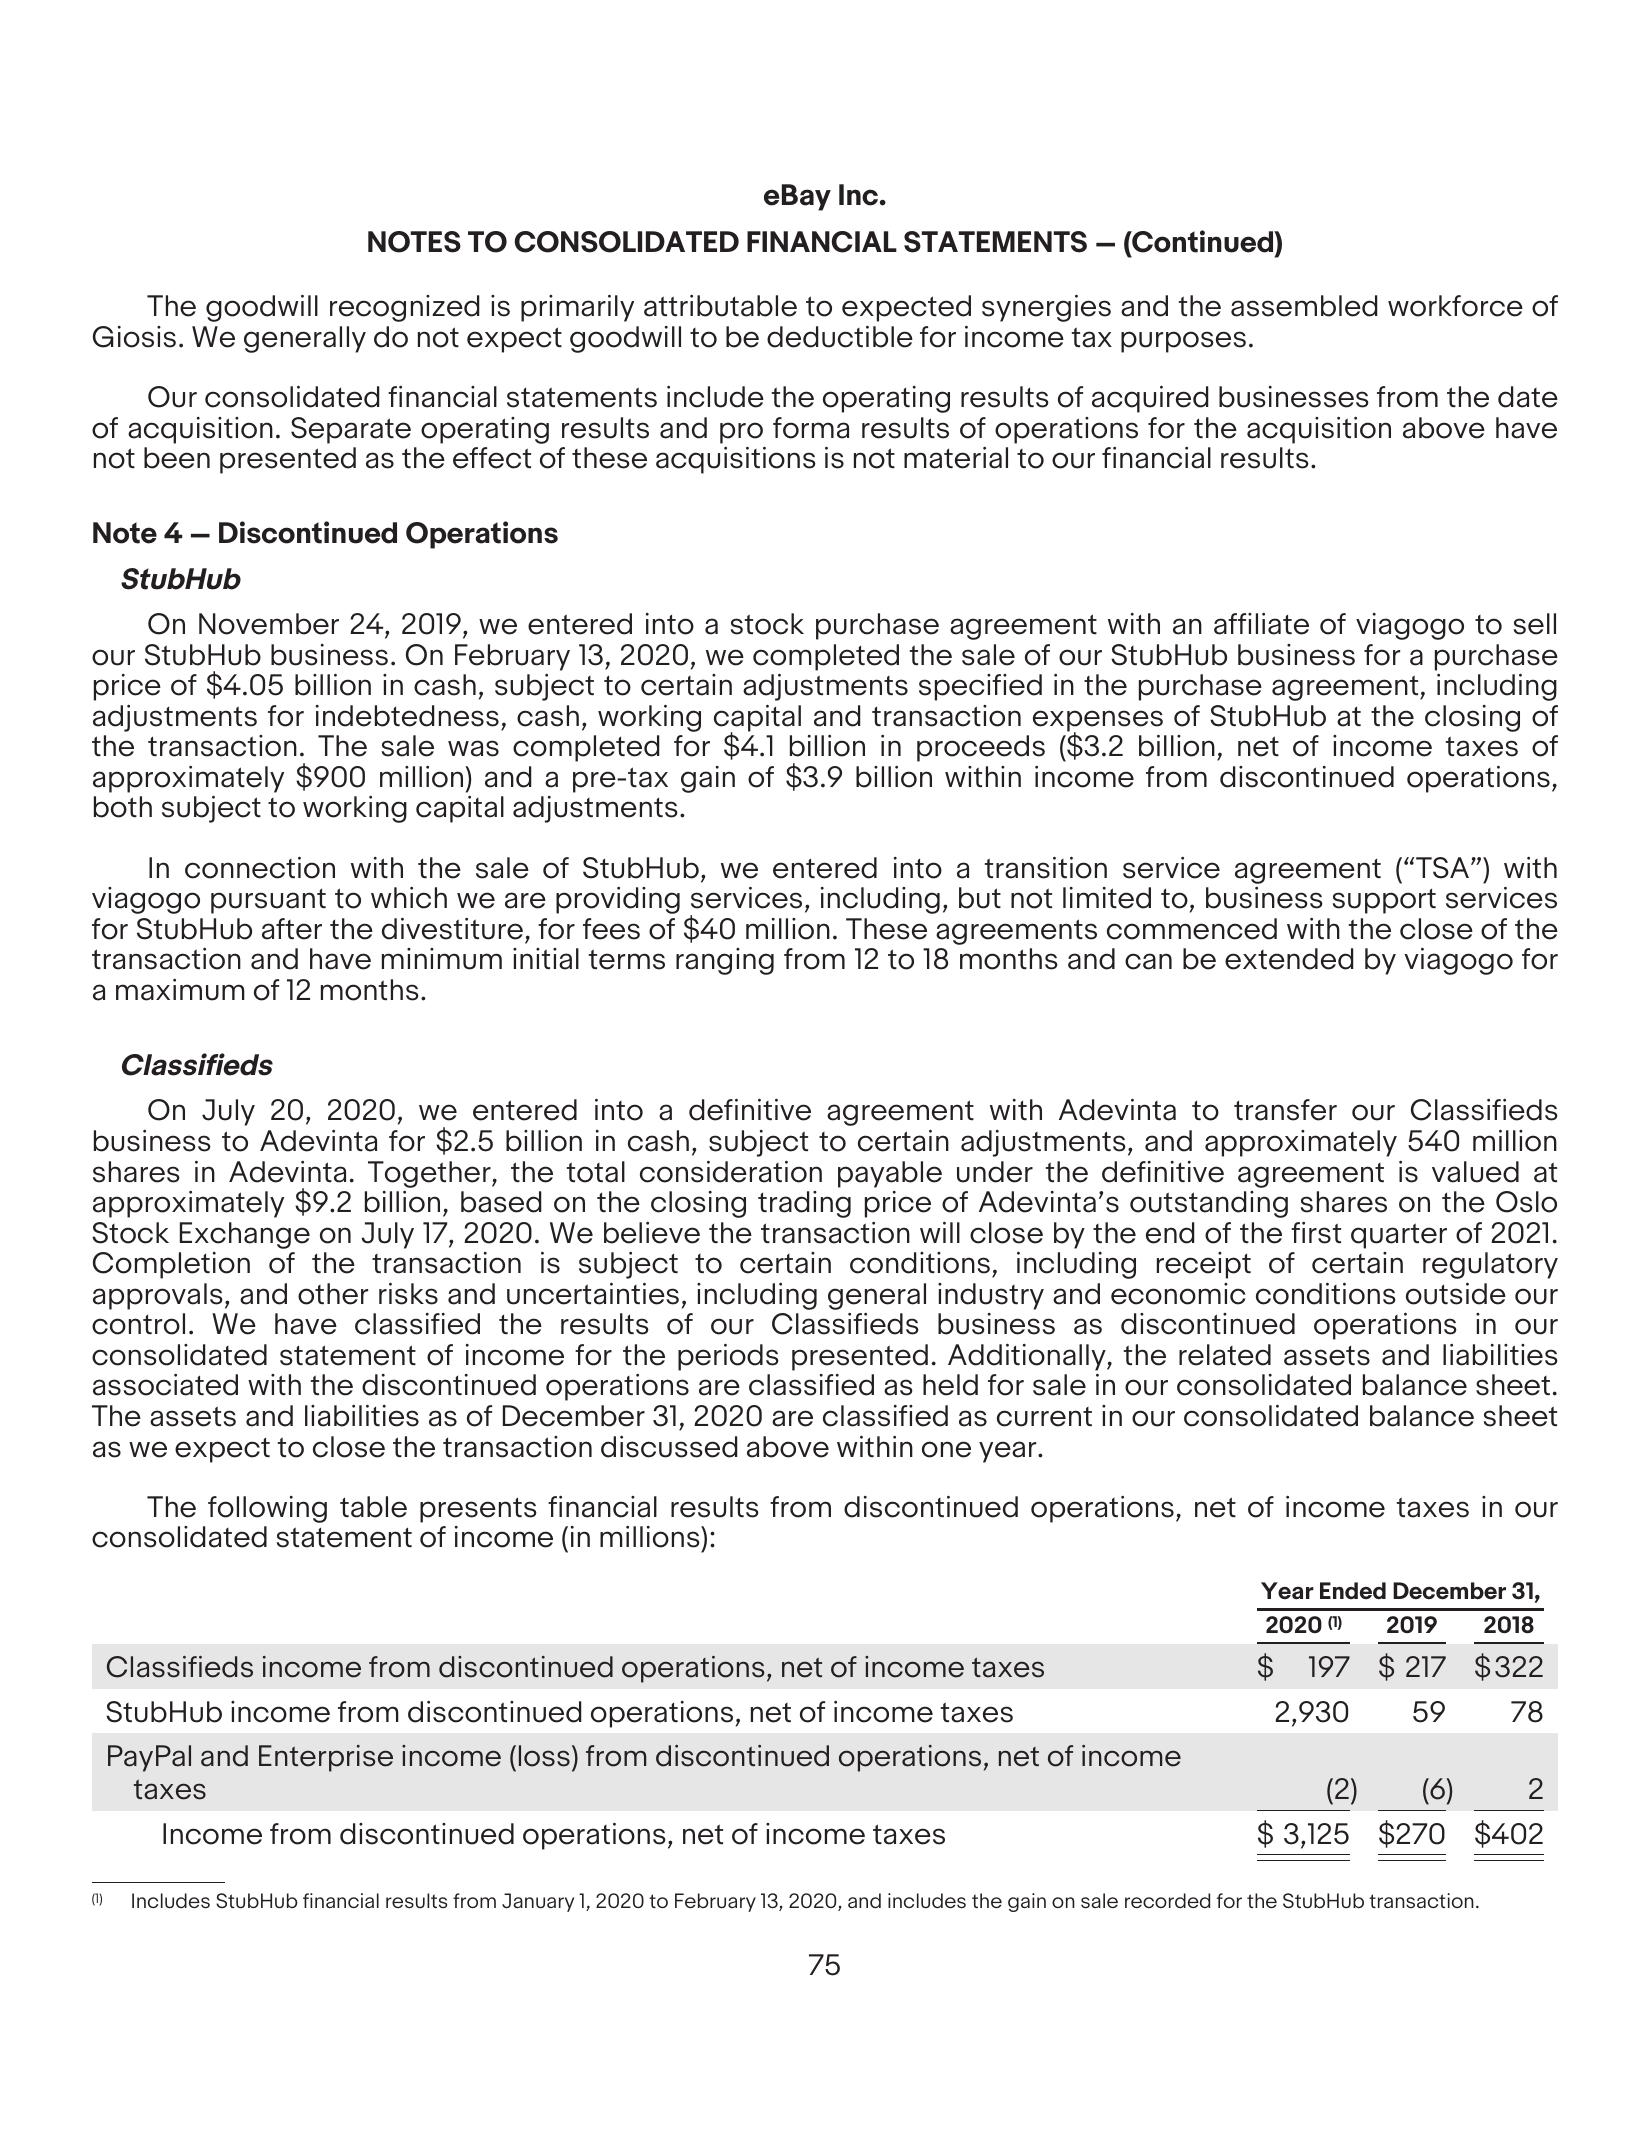 eBay Inc.
NOTES TO CONSOLIDATED FINANCIAL STATEMENTS — (Continued)
The goodwill recognized is primarily attributable to expected synergies and the assembled workforce of
Giosis. We generally do not expect goodwill to be deductible for income tax purposes.
Our consolidated financial statements include the operating results of acquired businesses from the date
of acquisition. Separate operating results and pro forma results of operations for the acquisition above have
not been presented as the effect of these acquisitions is not material to our financial results.
Note 4 — Discontinued Operations
StubHub
On November 24, 2019, we entered into a stock purchase agreement with an affiliate of viagogo to sell
our StubHub business. On February 13, 2020, we completed the sale of our StubHub business for a purchase
price of $4.05 billion in cash, subject to certain adjustments specified in the purchase agreement, including
adjustments for indebtedness, cash, working capital and transaction expenses of StubHub at the closing of
the transaction. The sale was completed for $4.1 billion in proceeds ($3.2 billion, net of income taxes of
approximately $900 million) and a pre-tax gain of $3.9 billion within income from discontinued operations,
both subject to working capital adjustments.
In connection with the sale of StubHub, we entered into a transition service agreement (“TSA”) with
viagogo pursuant to which we are providing services, including, but not limited to, business support services
for StubHub after the divestiture, for fees of $40 million. These agreements commenced with the close of the
transaction and have minimum initial terms ranging from 12 to 18 months and can be extended by viagogo for
a maximum of 12 months.
Classifieds
On July 20, 2020, we entered into a definitive agreement with Adevinta to transfer our Classifieds
business to Adevinta for $2.5 billion in cash, subject to certain adjustments, and approximately 540 million
shares in Adevinta. Together, the total consideration payable under the definitive agreement is valued at
approximately $9.2 billion, based on the closing trading price of Adevinta’s outstanding shares on the Oslo
Stock Exchange on July 17, 2020. We believe the transaction will close by the end of the first quarter of 2021.
Completion of the transaction is subject to certain conditions, including receipt of certain regulatory
approvals, and other risks and uncertainties, including general industry and economic conditions outside our
control. We have classified the results of our Classifieds business as discontinued operations in our
consolidated statement of income for the periods presented. Additionally, the related assets and liabilities
associated with the discontinued operations are classified as held for sale in our consolidated balance sheet.
The assets and liabilities as of December 31, 2020 are classified as current in our consolidated balance sheet
as we expect to close the transaction discussed above within one year.
The following table presents financial results from discontinued operations, net of income taxes in our
consolidated statement of income (in millions):
Year Ended December 31,
2020 (1) 2019 2018
Classifieds income from discontinued operations, net of income taxes $ 197 $ 217 $322
StubHub income from discontinued operations, net of income taxes 2,930 59 78
PayPal and Enterprise income (loss) from discontinued operations, net of income
taxes (2) (6) 2
Income from discontinued operations, net of income taxes $ 3,125 $270 $402
(1) Includes StubHub financial results from January 1, 2020 to February 13, 2020, and includes the gain on sale recorded for the StubHub transaction.
75